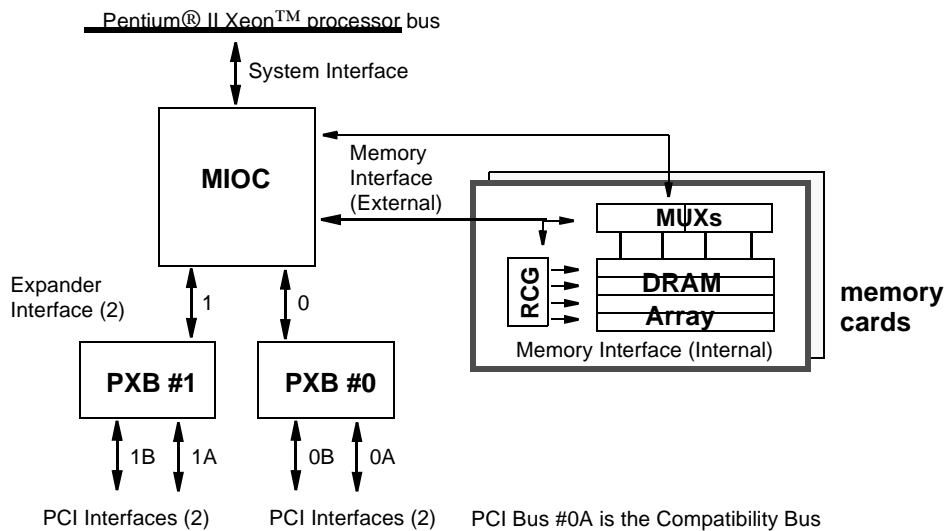 Pentium® II Xeon™ processor bus
System Interface
MIOC
Memory
Interface
(External)
MUXs
RCG
DRAM
Array
Memory Interface (Internal)
memory
cards
Expander
Interface (2)
1
0
PXB #1
PXB #0
1B
1A
0B
0A
PCI Interfaces (2)
PCI Interfaces (2)
PCI Bus #0A is the Compatibility Bus